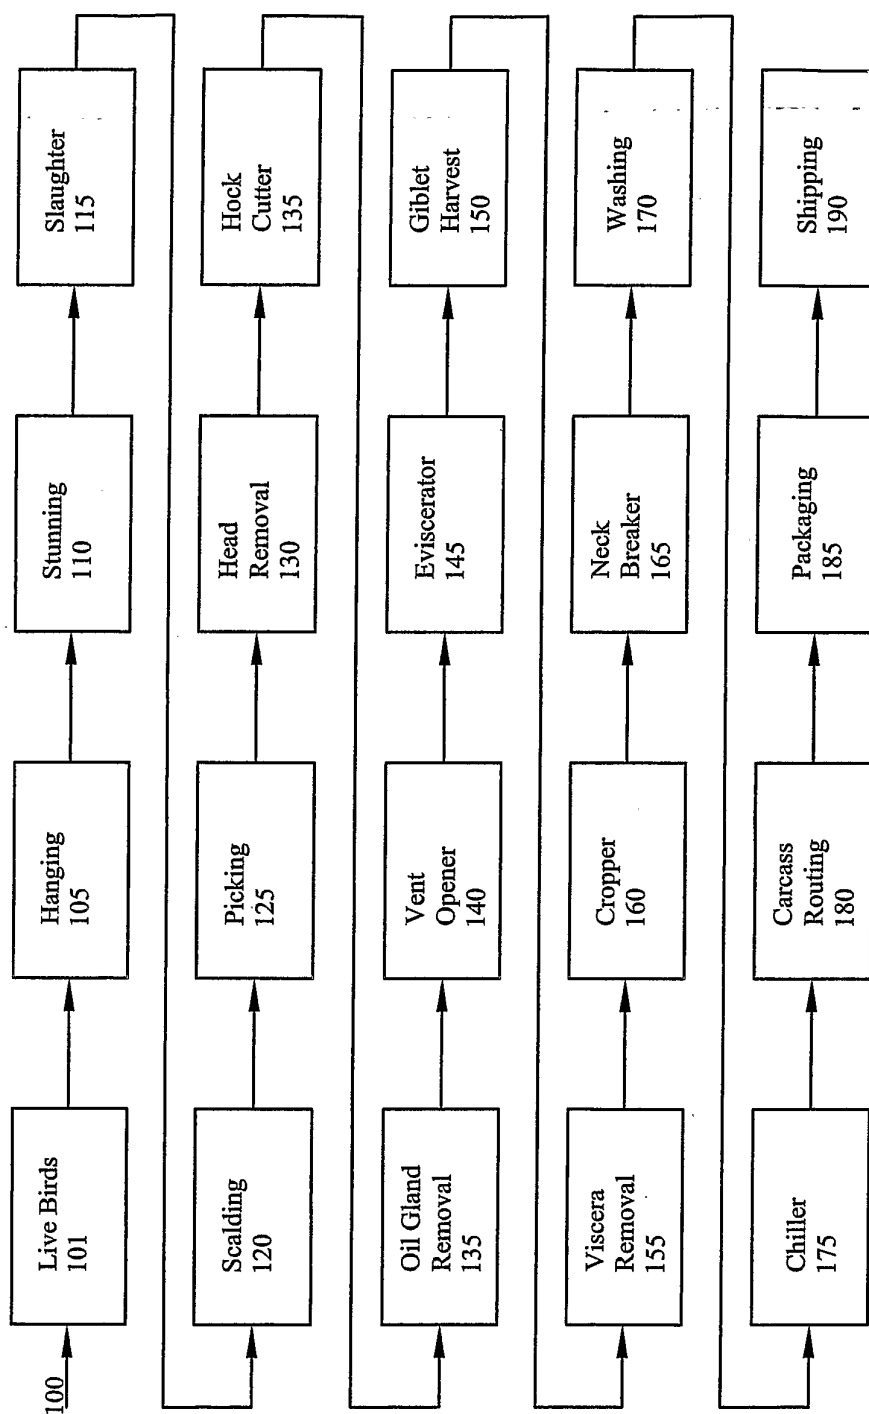 100
Live Birds
101
Hanging
105
Stunning
110
Slaughter
115
Scalding
120
Picking
125
Head
Removal
130
Hock
Cutter
135
Oil Gland
Removal
135
Vent
Opener
140
Eviscerator
145
Giblet
Harvest
150
Viscera
Removal
155
Cropper
160
Neck
Breaker
165
Washing
170
Chiller
175
Carcass
Routing
180
Packaging
185
Shipping
190